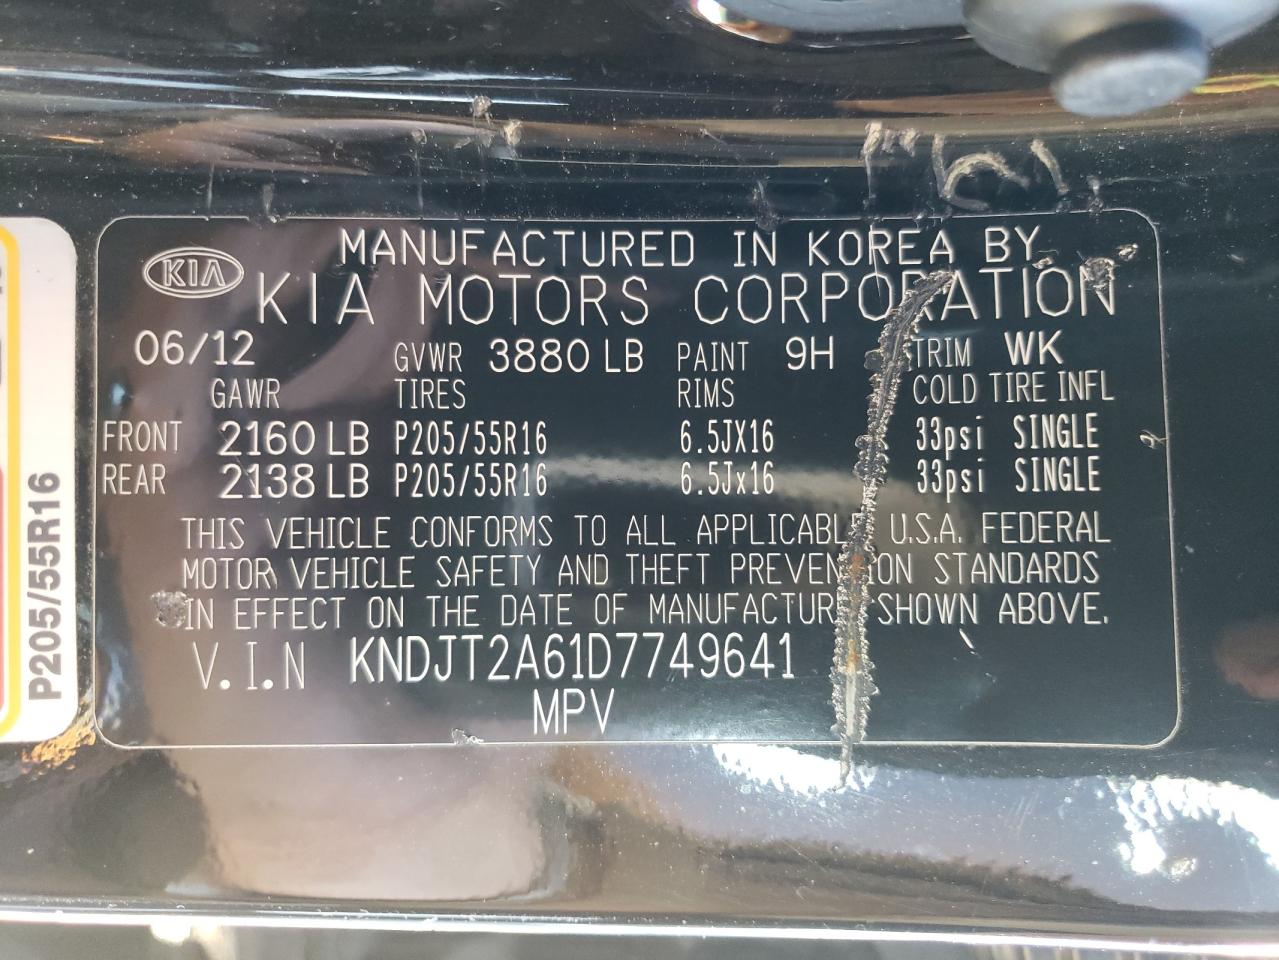 KIA MANUFACTURED IN KOREA BY
KIA MOTORS CORPORATION
06/12 GVWR 3880 LB PAINT 9H TRIM WK
GAWR TIRES RIMS COLD TIRE INFL
FRONT 2160 LB P205/55R16 6.5JX16 33psi SINGLE
REAR 2138 LB P205/55R16 6.5Jx16 33psi SINGLE
THIS VEHICLE CONFORMS TO ALL APPLICABLE U.S.A. FEDERAL
MOTOR VEHICLE SAFETY AND THEFT PREVENTION STANDARDS
IN EFFECT ON THE DATE OF MANUFACTURE SHOWN ABOVE.
V.I.N KNDJT2A61D7749641
MPV
P205/55R16